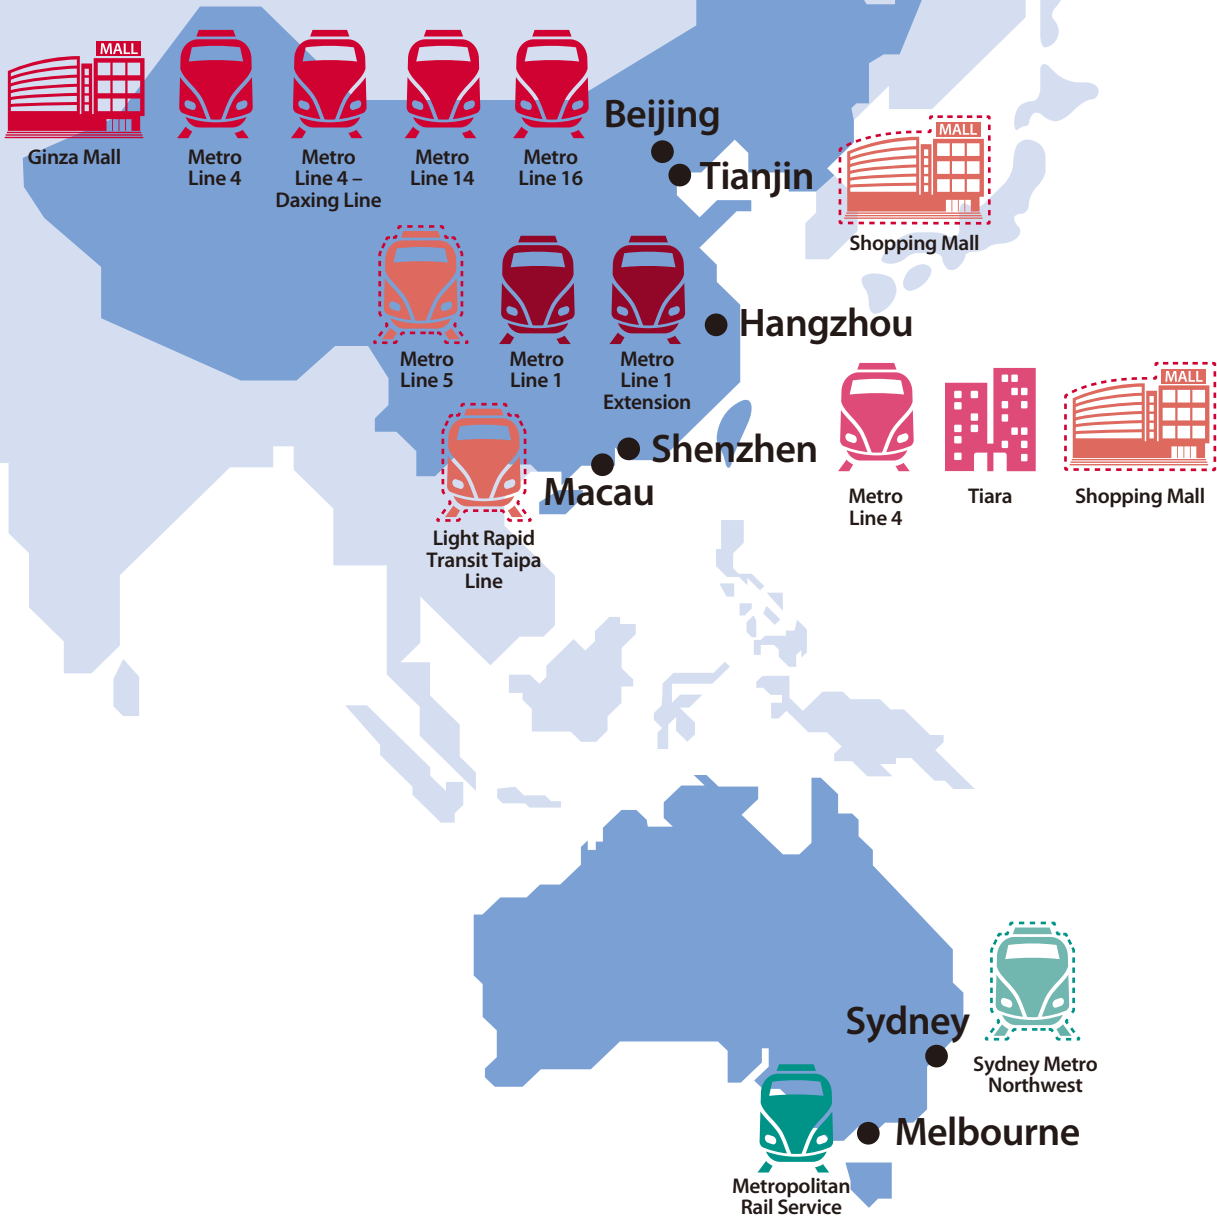 MALL
Ginza Mall
Metro
Line 4
Metro
Line 4 –
Daxing Line
Metro
Line 14
Metro
Line 16
Beijing
Tianjin
MALL
Shopping Mall
Metro
Line 5
Metro
Line 1
Metro
Line 1
Extension
Hangzhou
Shenzhen
Macau
Light Rapid
Transit Taipa
Line
Metro
Line 4
Tiara
MALL
Shopping Mall
Sydney
Sydney Metro
Northwest
Melbourne
Metropolitan
Rail Service